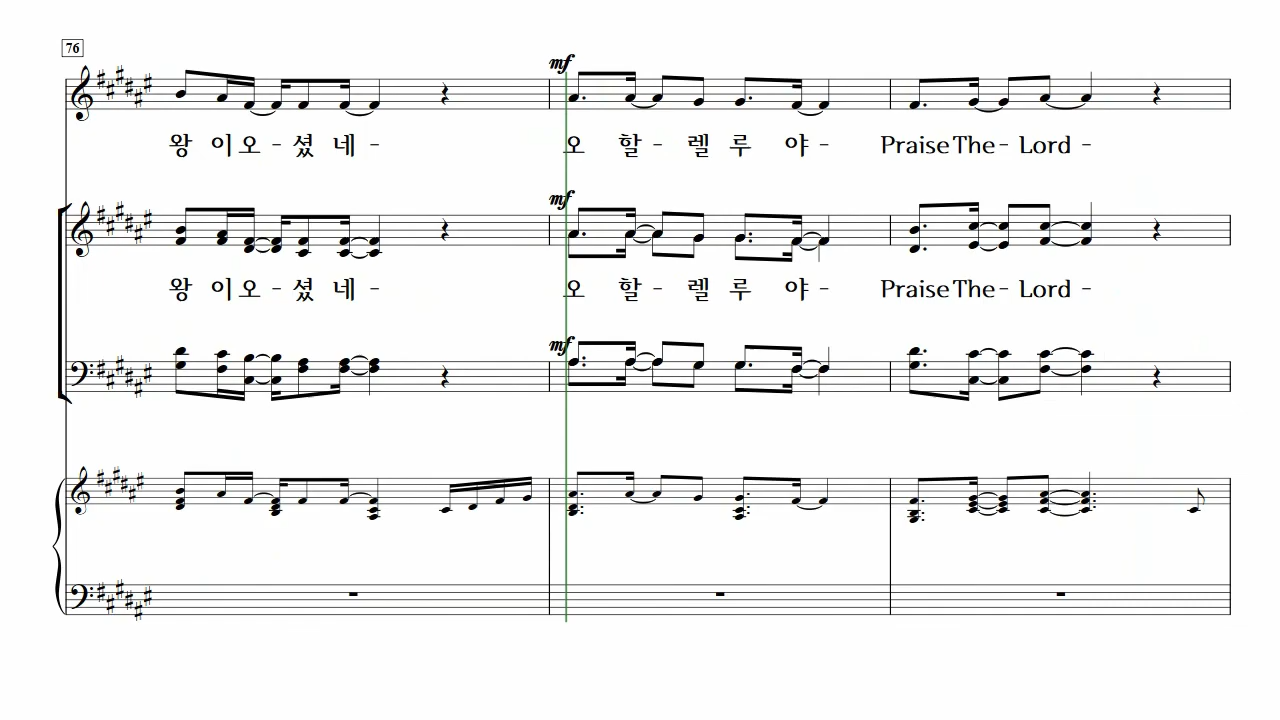 76
mf
왕 이 오 - 셨 네 - 오 할 - 렐 루 야 - Praise The - Lord -
mf
왕 이 오 - 셨 네 - 오 할 - 렐 루 야 - Praise The - Lord -
mf